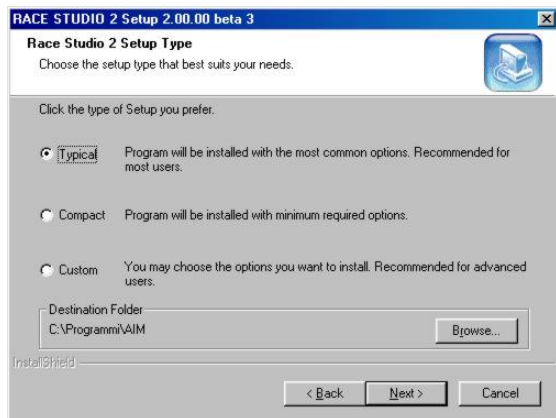 RACE STUDIO 2 Setup 2.00.00 beta 3
Race Studio 2 Setup Type
Choose the setup type that best suits your needs.
Click the type of Setup you prefer.
Typical
Program will be installed with the most common options. Recommended for
most users.
Compact
Program will be installed with minimum required options.
Custom
You may choose the options you want to install. Recommended for advanced
users.
Destination Folder
C:\Programmi\AIM
Browse...
InstallShield
< Back
Next >
Cancel